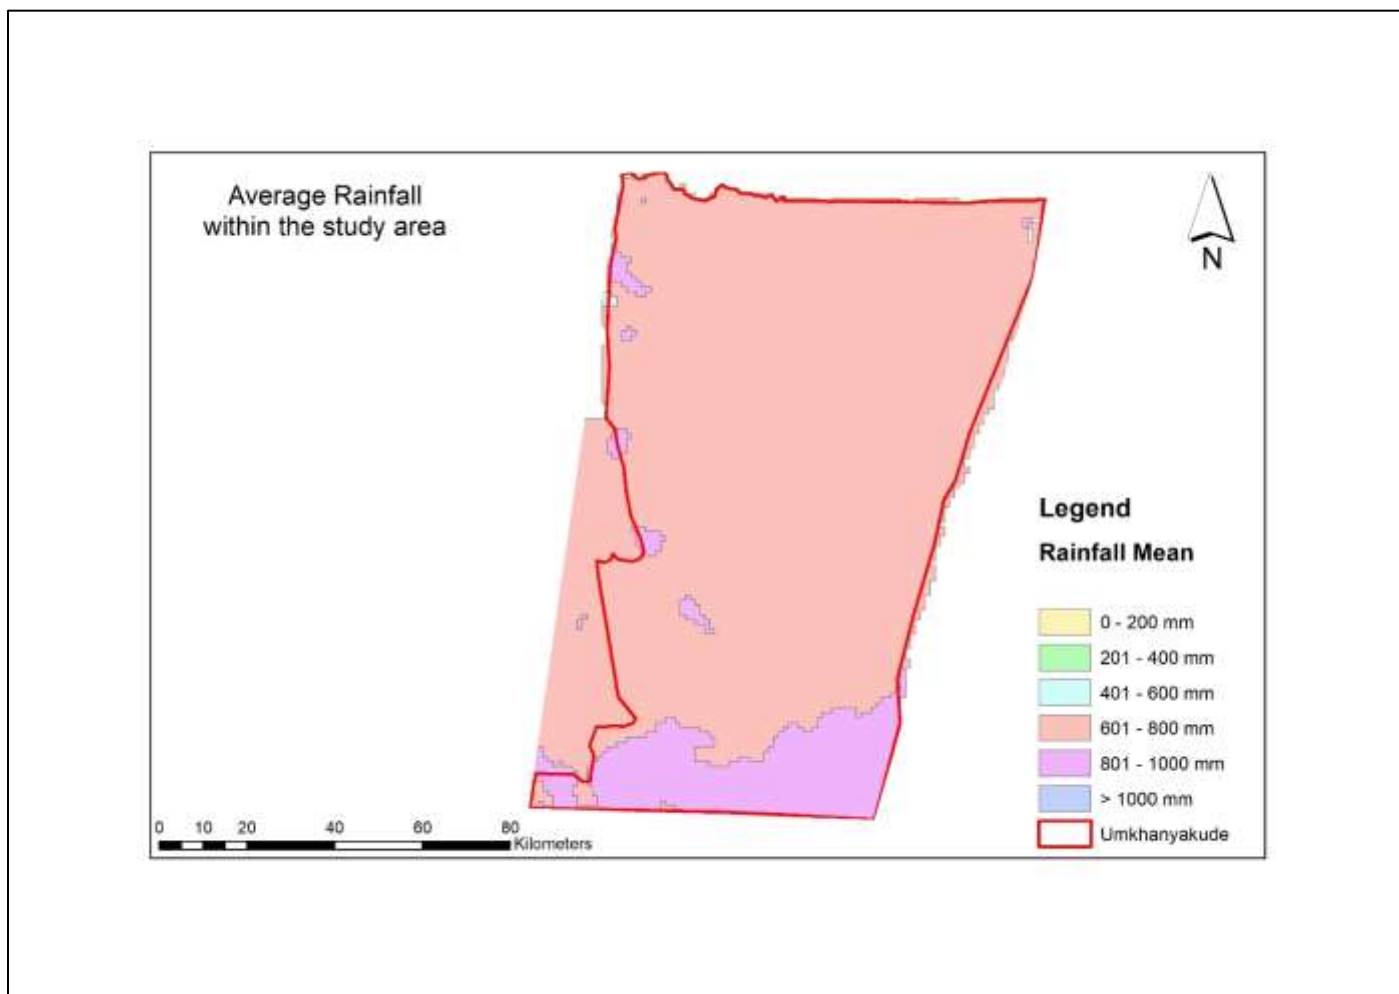 Average Rainfall
within the study area
N
Legend
Rainfall Mean
0 - 200 mm
201 - 400 mm
401 - 600 mm
601 - 800 mm
801 - 1000 mm
> 1000 mm
Umkhanyakude
0 10 20 40 60 80
Kilometers